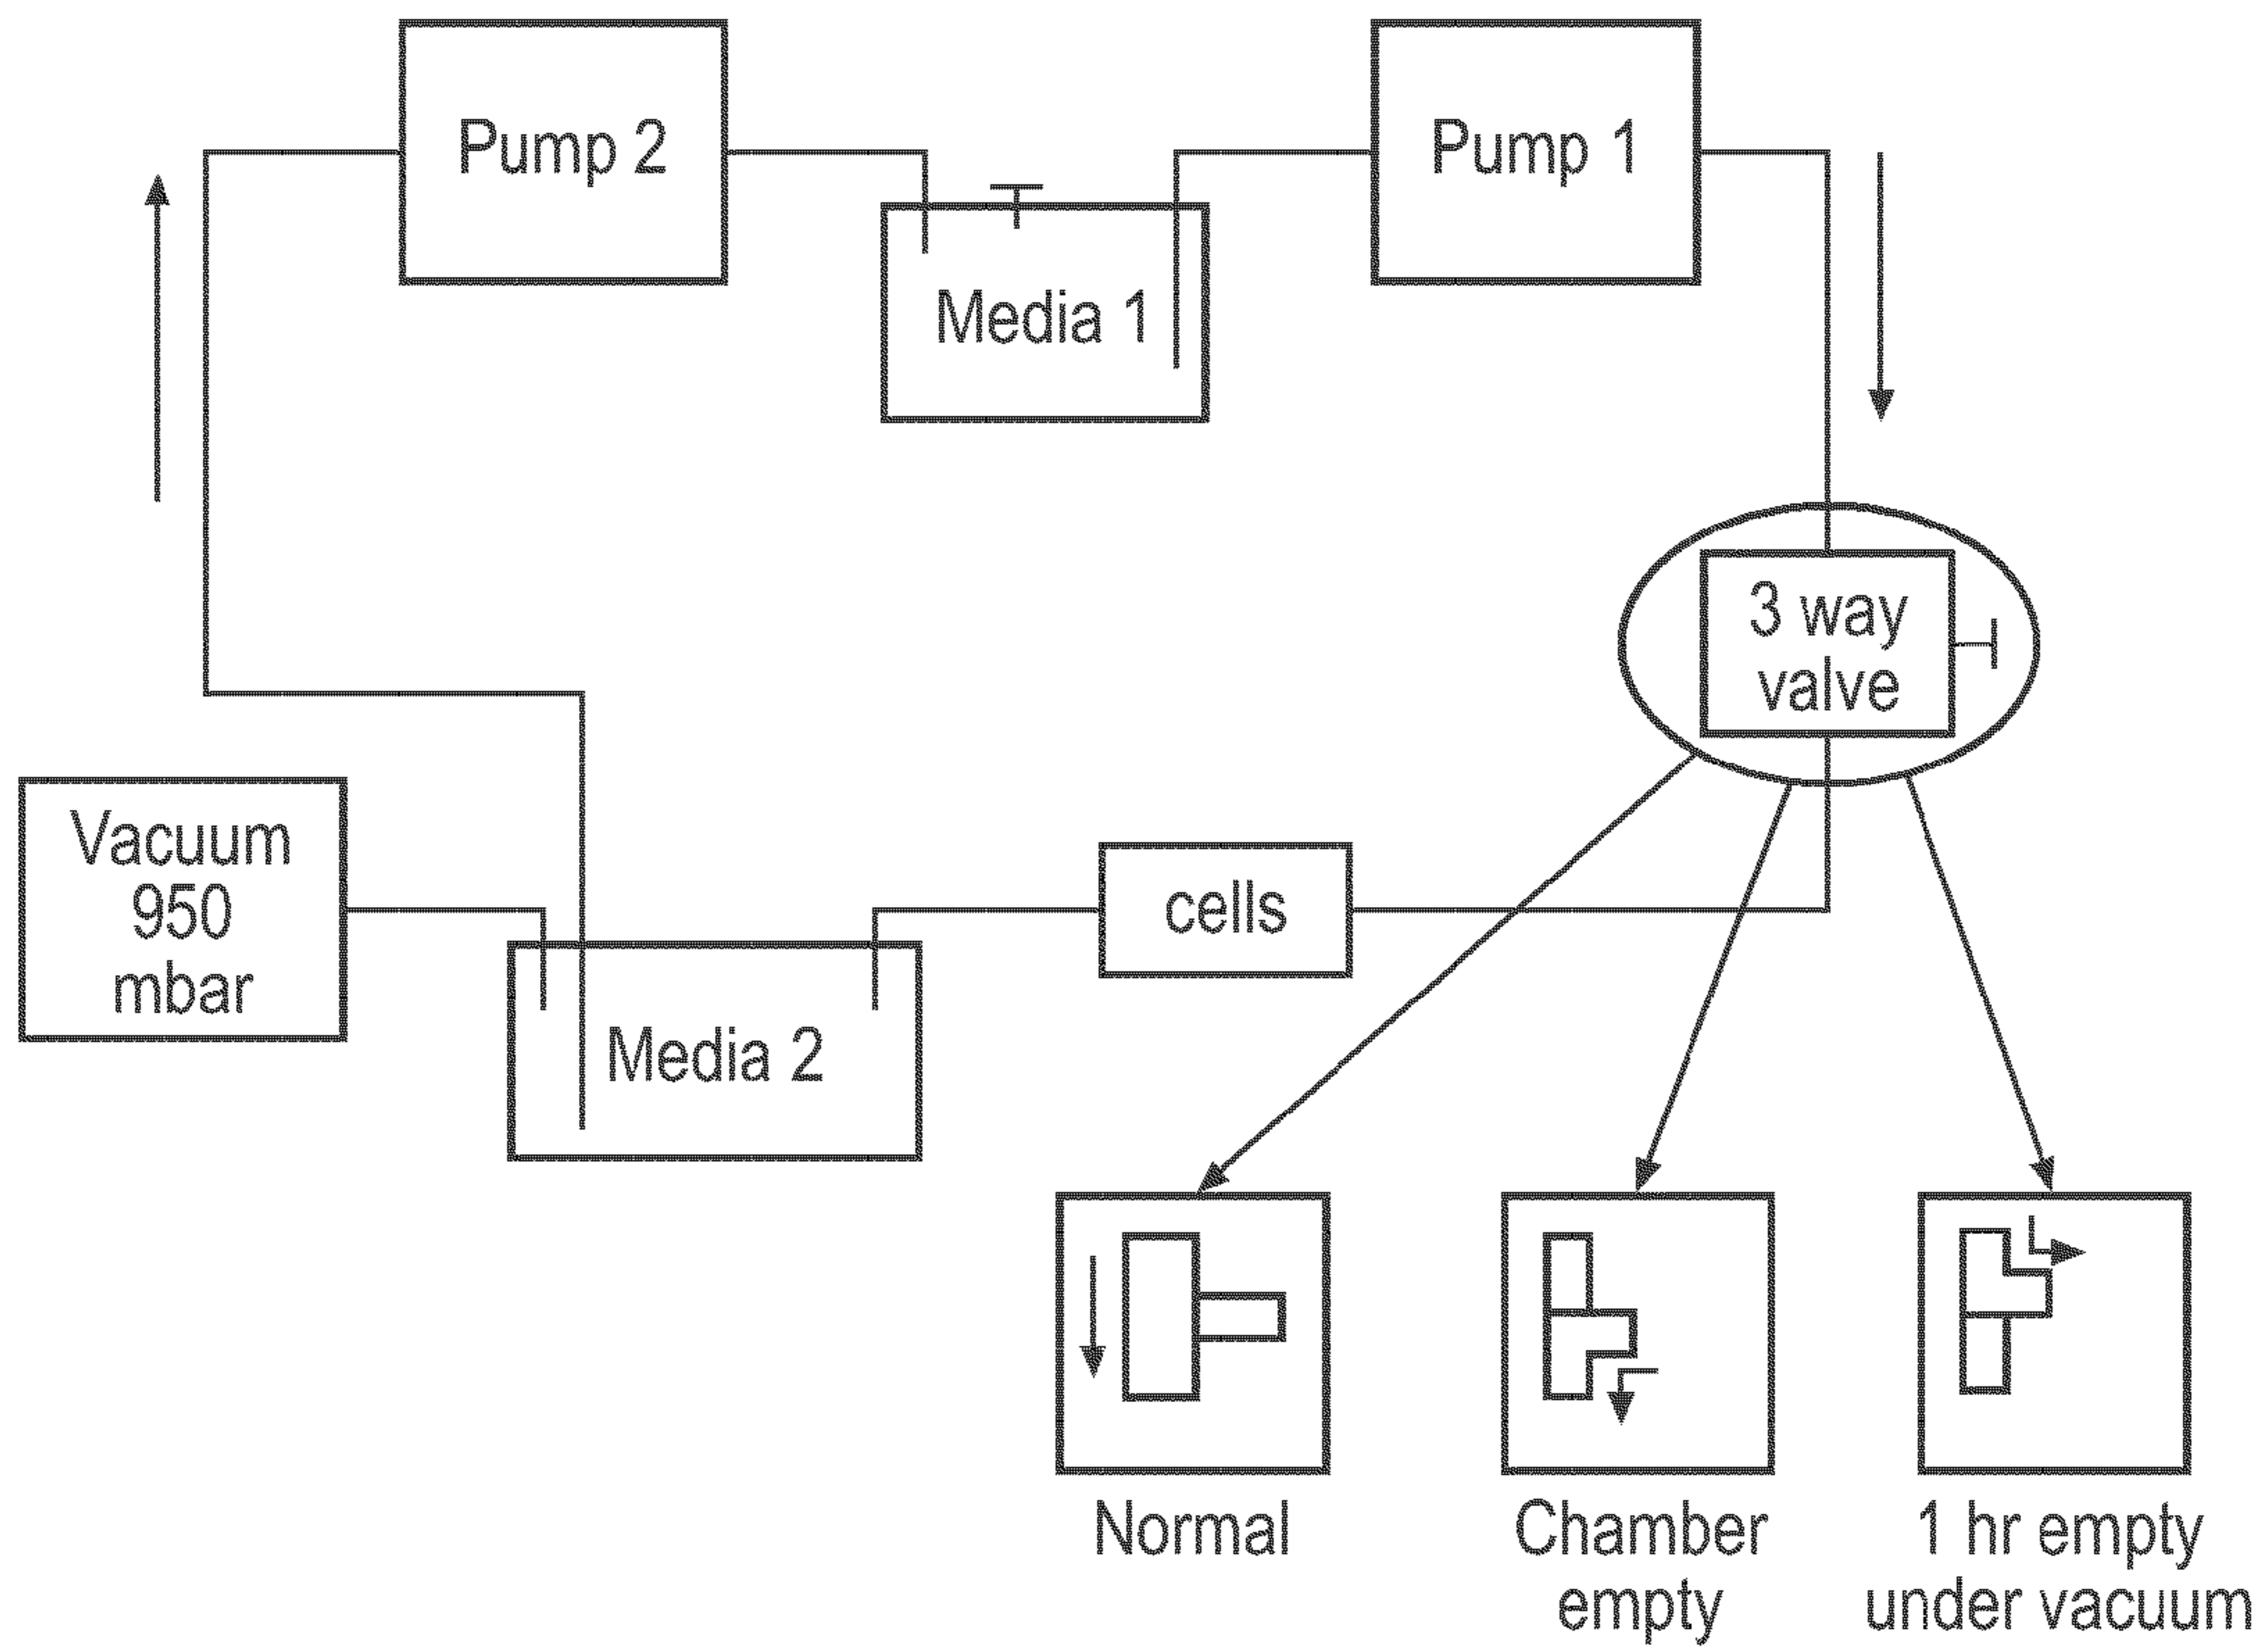 Pump 2
Pump 1
Media 1
3 way
valve
Vacuum
950
mbar
cells
Media 2
Normal
Chamber
empty
1 hr empty
under vacuum